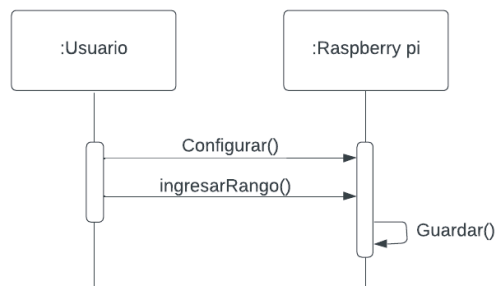 :Usuario
:Raspberry pi
Configurar()
ingresarRango()
Guardar()